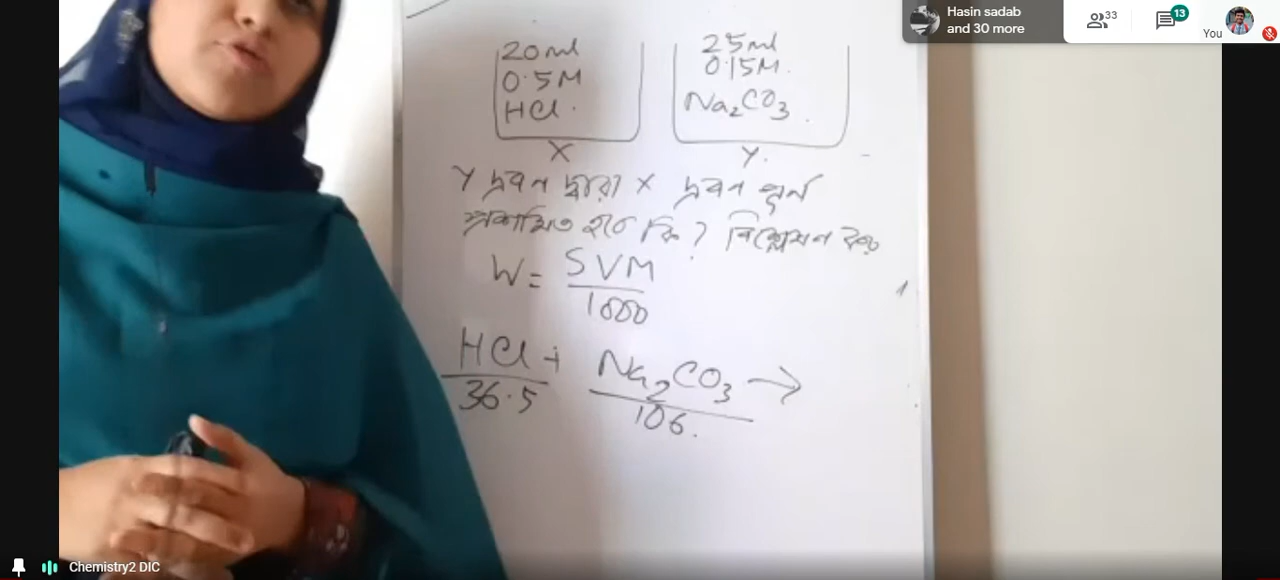 Hasin sadab
and 30 more
33
13
You
20ml
0.5M
HCl.
25ml
0.15M.
Na₂CO₃.
X
Y.
Y দ্রবণ দ্বারা X দ্রবণ পূর্ণ
প্রশমিত হবে কি? বিশ্লেষণ কর
W = SVM
1000
HCl + Na₂CO₃ →
36.5
106.
Chemistry2 DIC